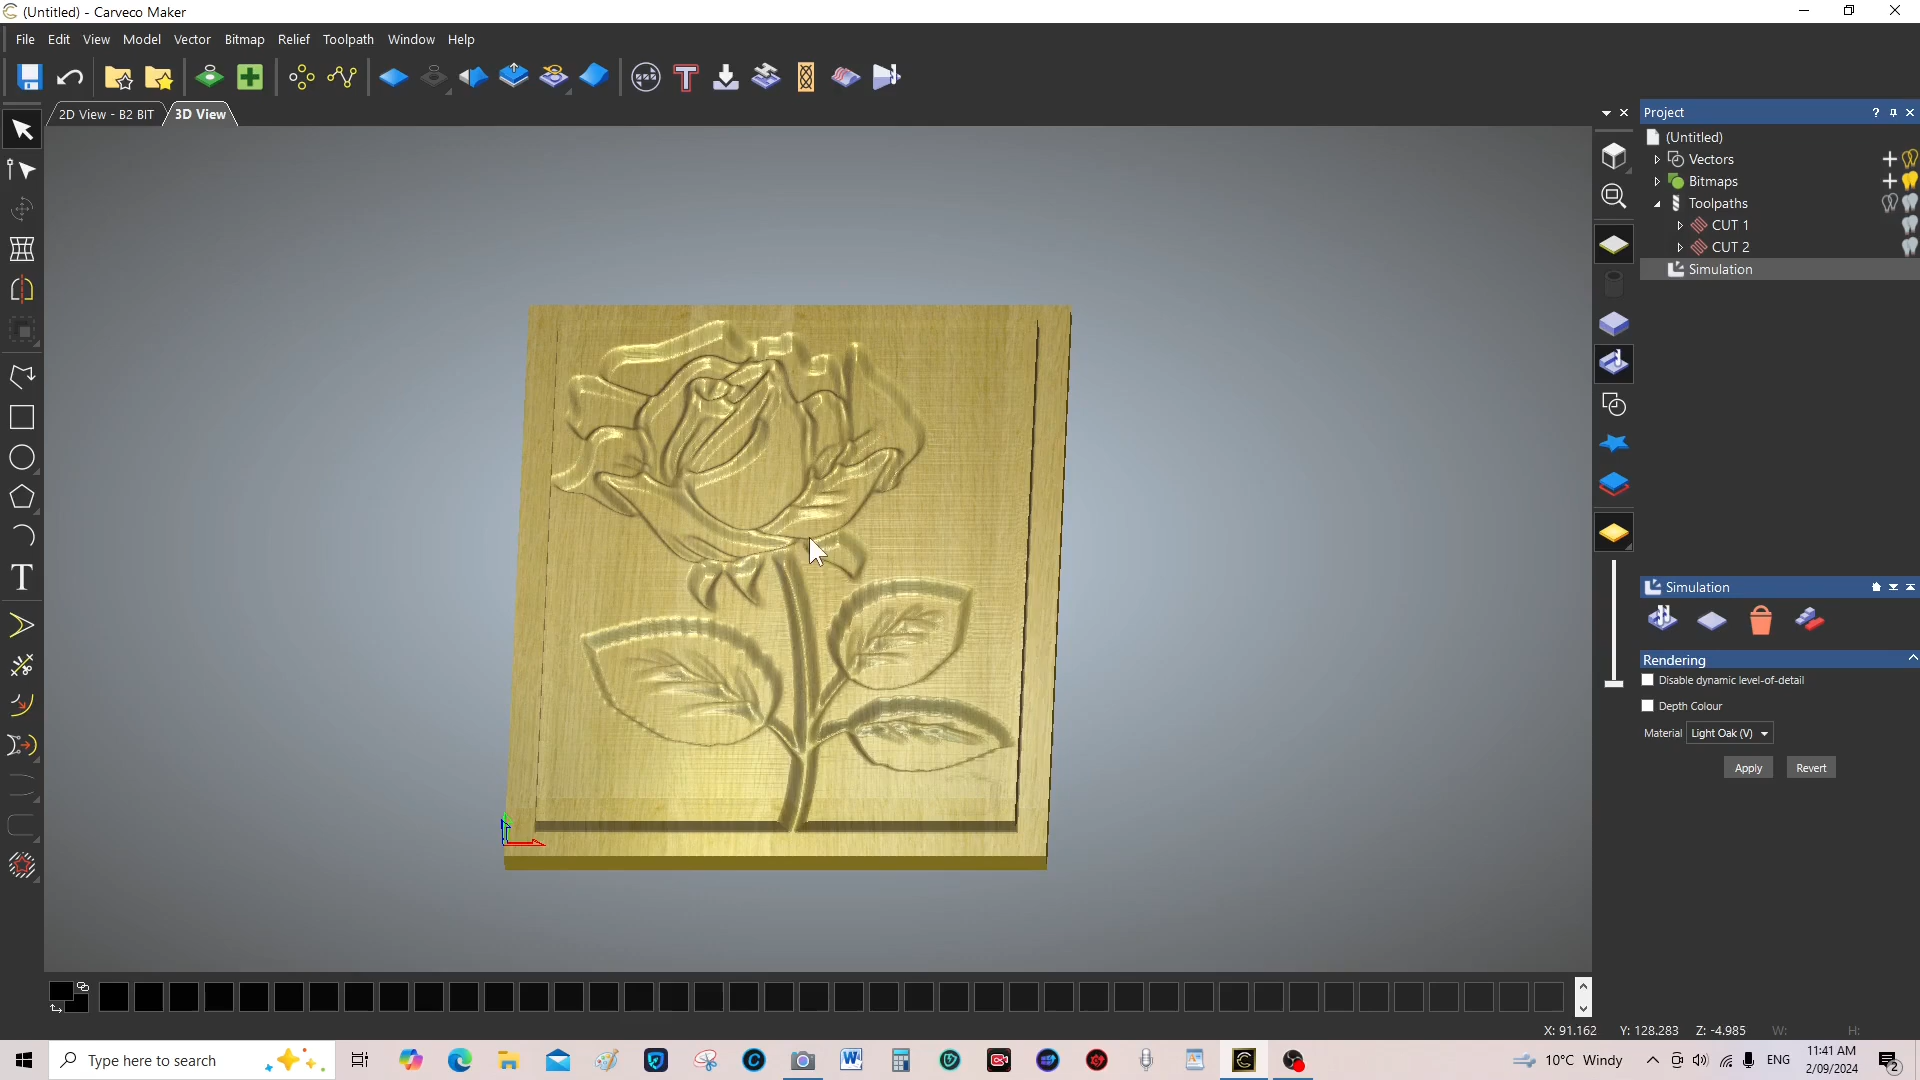 (Untitled) - Carveco Maker
File Edit View Model Vector Bitmap Relief Toolpath Window Help
2D View - B2 BIT 3D View
Project
(Untitled)
Vectors
Bitmaps
Toolpaths
CUT 1
CUT 2
Simulation
Simulation
Rendering
Disable dynamic level-of-detail
Depth Colour
Material Light Oak (V)
Apply Revert
X: 91.162 Y: 128.283 Z: -4.985 W: H:
Type here to search
10°C Windy
ENG
11:41 AM
2/09/2024
2